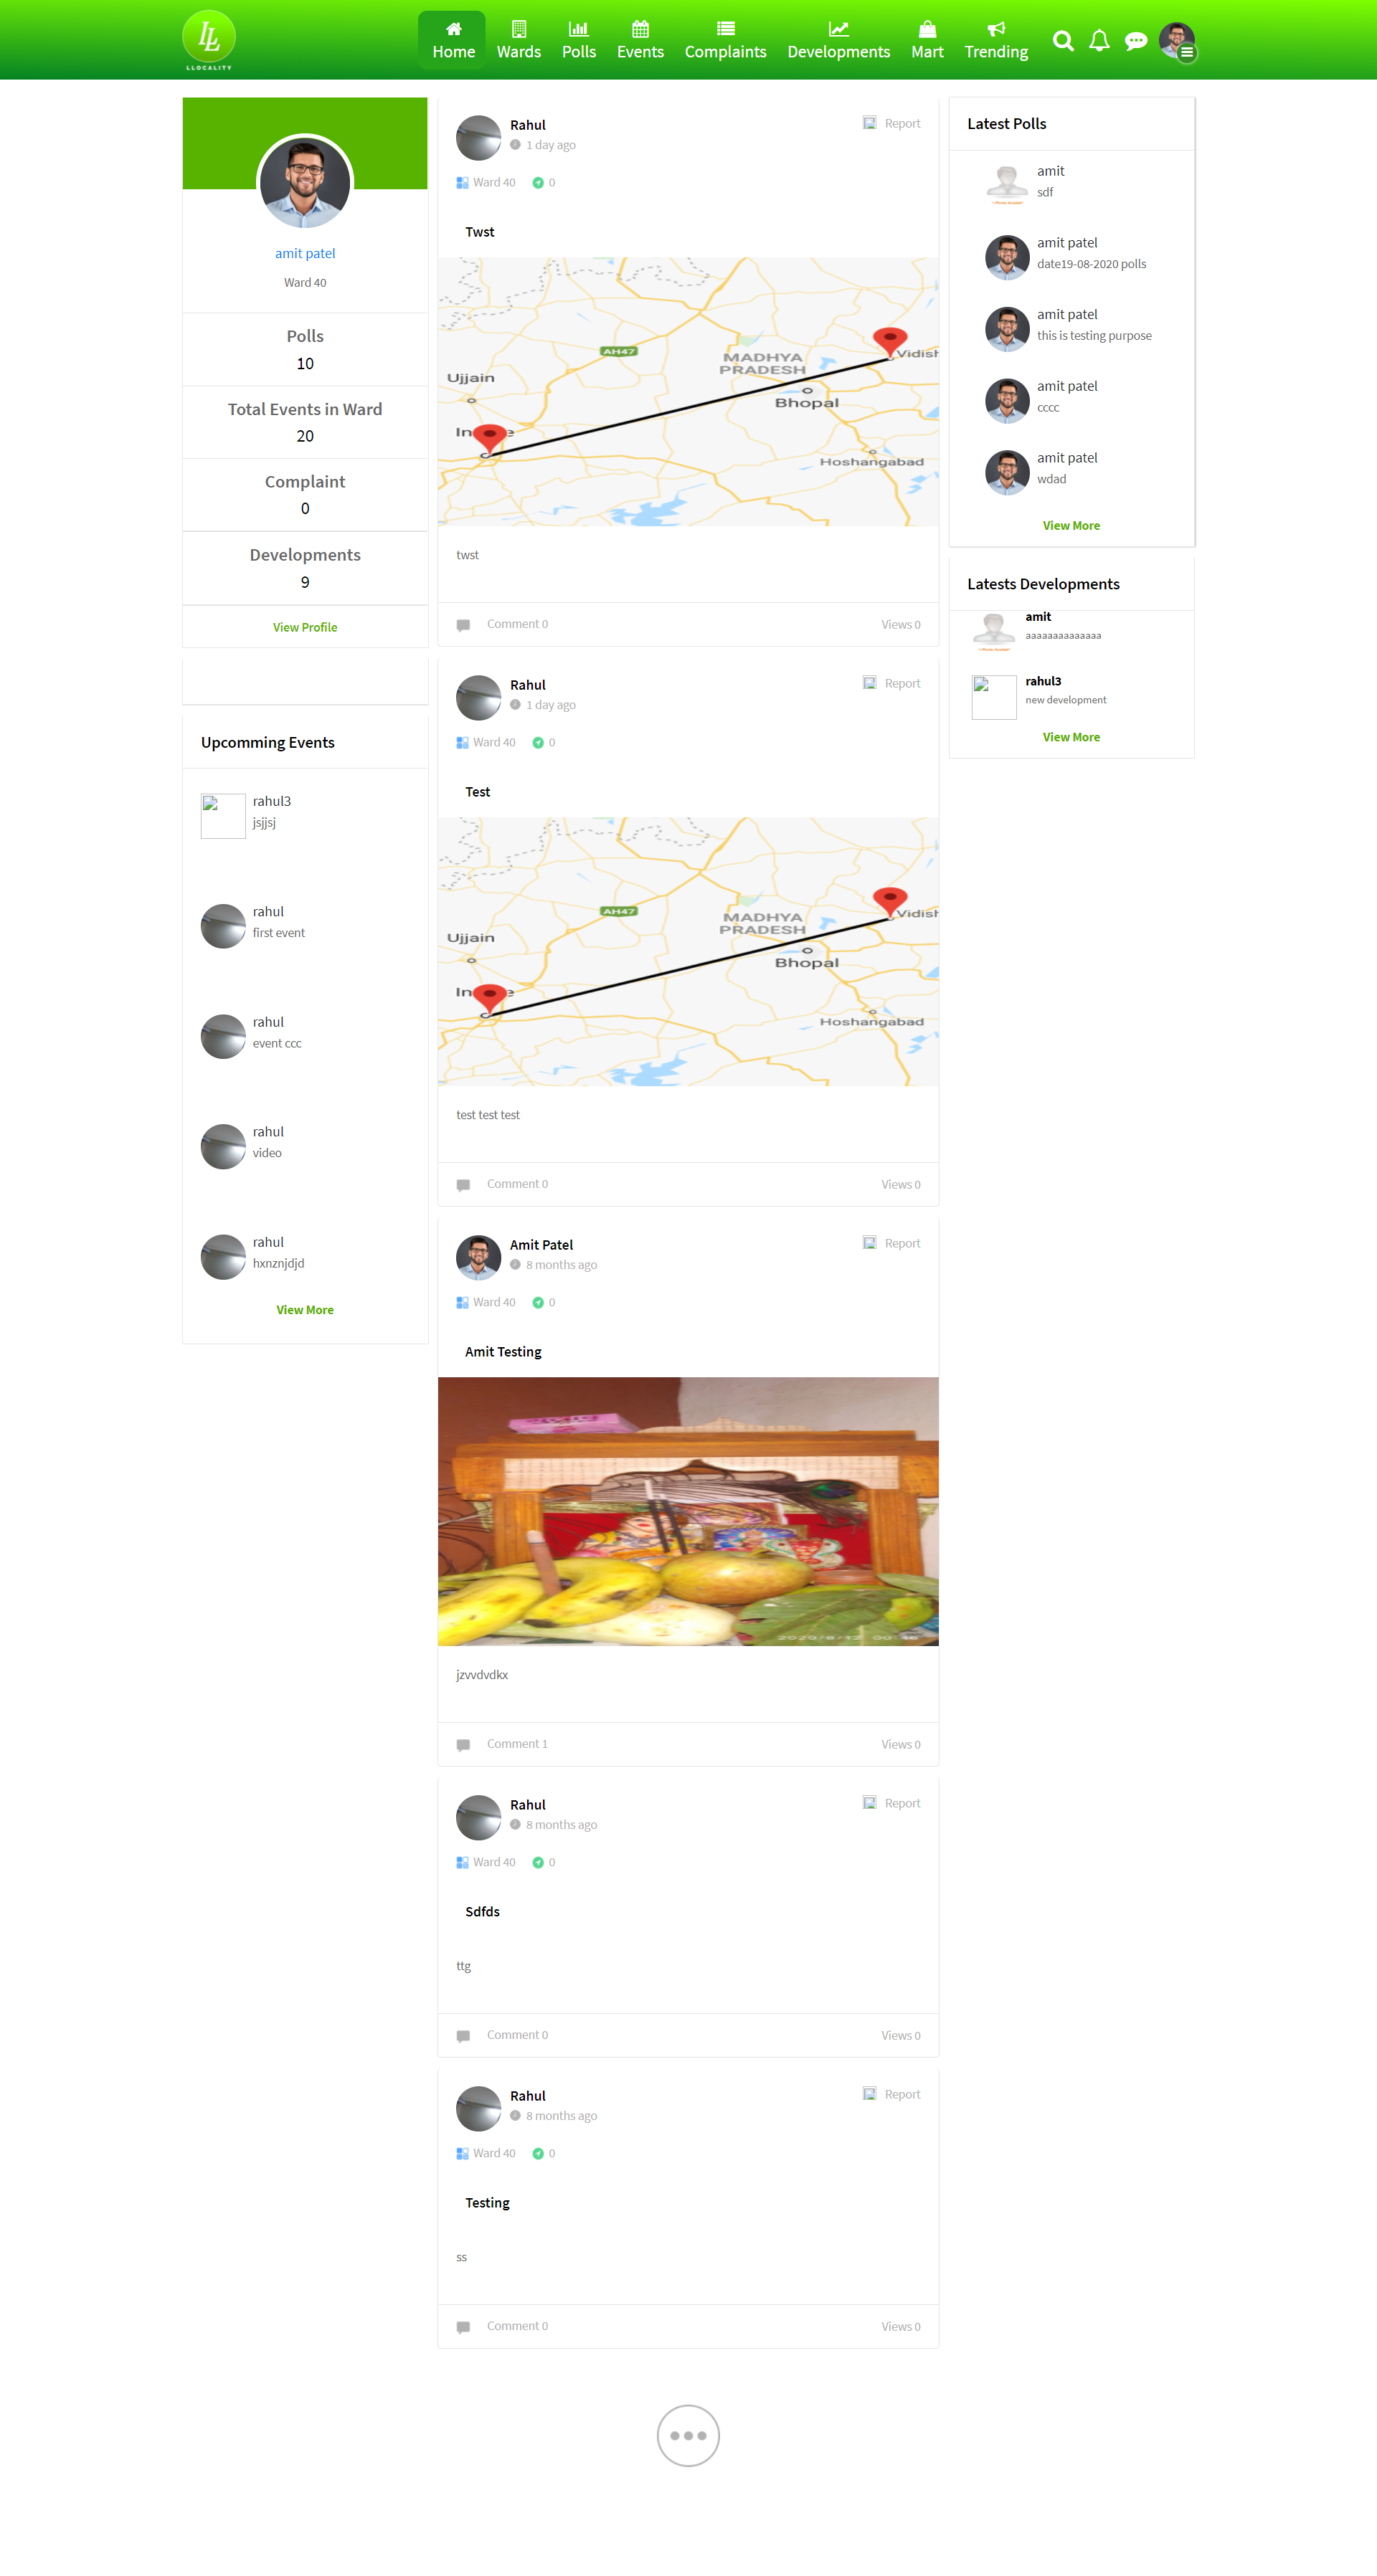 LLOCALITY
Home
Wards
Polls
Events
Complaints
Developments
Mart
Trending
amit patel
Ward 40
Polls
10
Total Events in Ward
20
Complaint
0
Developments
9
View Profile
Upcomming Events
rahul3
jsjjsj
rahul
first event
rahul
event ccc
rahul
video
rahul
hxnznjdjd
View More
Rahul
1 day ago
Report
Ward 40
0
Twst
AH47
MADHYA
PRADESH
Vidish
Ujjain
Bhopal
Hoshangabad
twst
Comment 0
Views 0
Rahul
1 day ago
Report
Ward 40
0
Test
AH47
MADHYA
PRADESH
Vidish
Ujjain
Bhopal
Hoshangabad
test test test
Comment 0
Views 0
Amit Patel
8 months ago
Report
Ward 40
0
Amit Testing
jzvvdvdkx
Comment 1
Views 0
Rahul
8 months ago
Report
Ward 40
0
Sdfds
ttg
Comment 0
Views 0
Rahul
8 months ago
Report
Ward 40
0
Testing
ss
Comment 0
Views 0
Latest Polls
amit
sdf
amit patel
date19-08-2020 polls
amit patel
this is testing purpose
amit patel
cccc
amit patel
wdad
View More
Latests Developments
amit
aaaaaaaaaaaaaa
rahul3
new development
View More